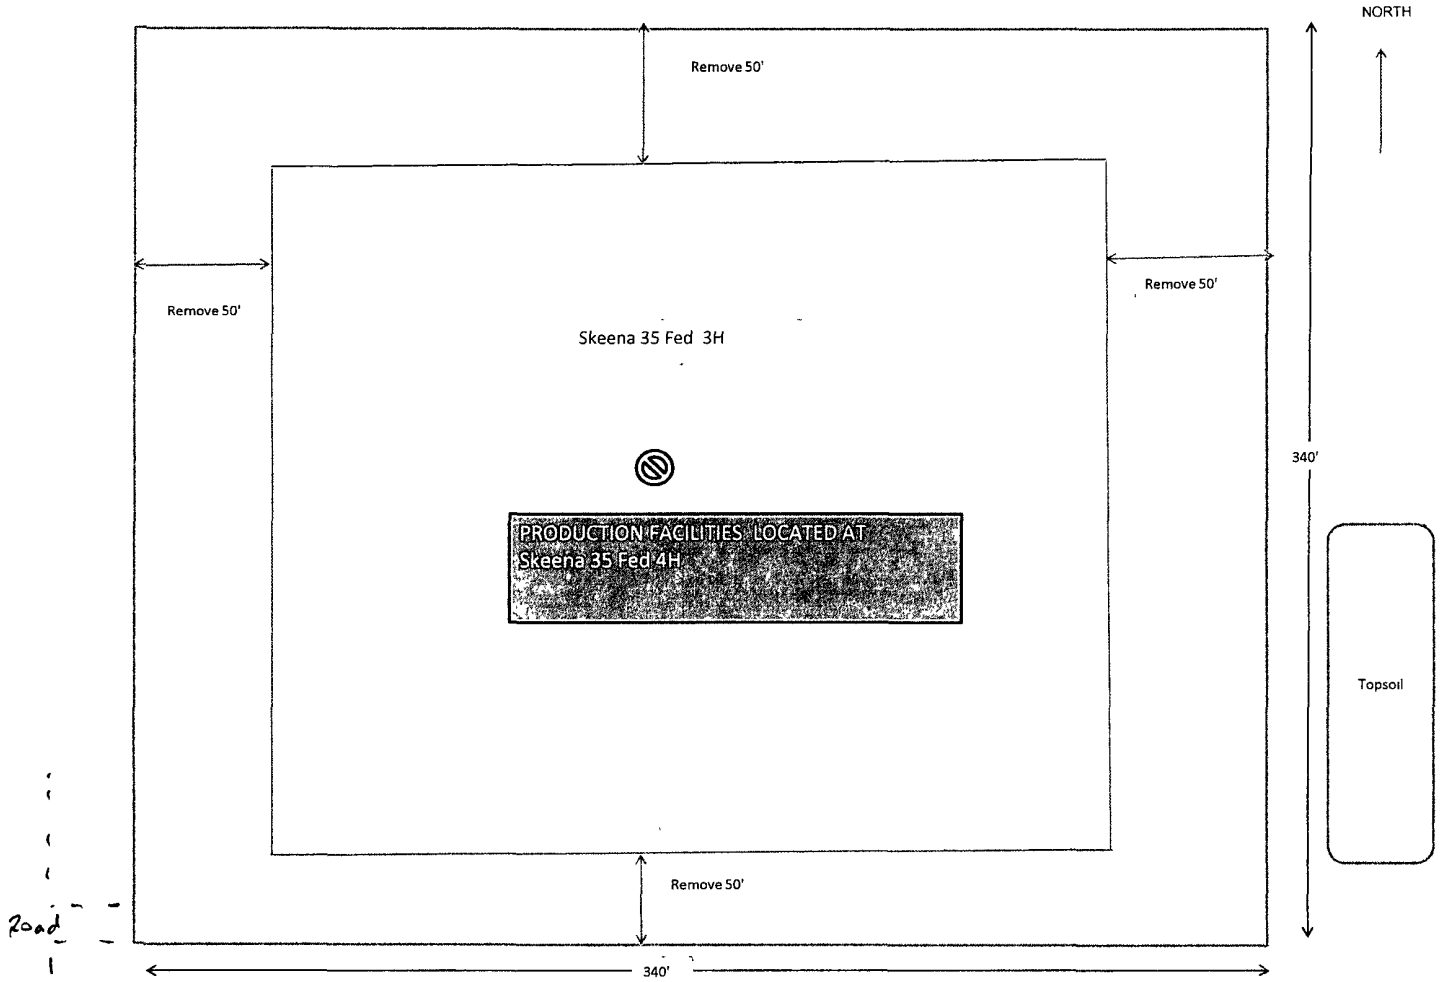 NORTH
Remove 50'
Remove 50'
Remove 50'
Skeena 35 Fed 3H
340'
PRODUCTION FACILITIES LOCATED AT
Skeena 35 Fed 4H
Topsoil
Remove 50'
Road
340'